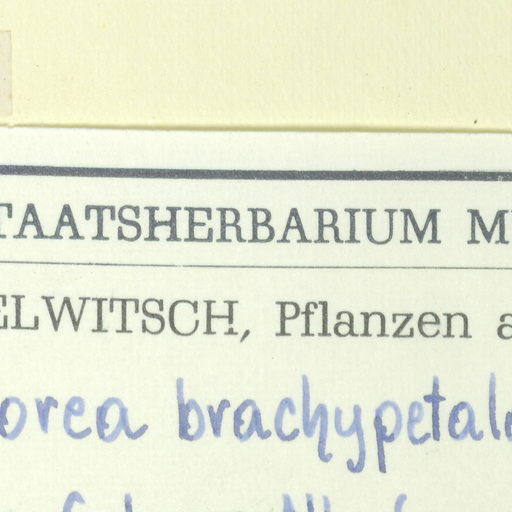 TAATSHERBARIUM M
ELWITSCH, Pflanzen a
orea brachypetal